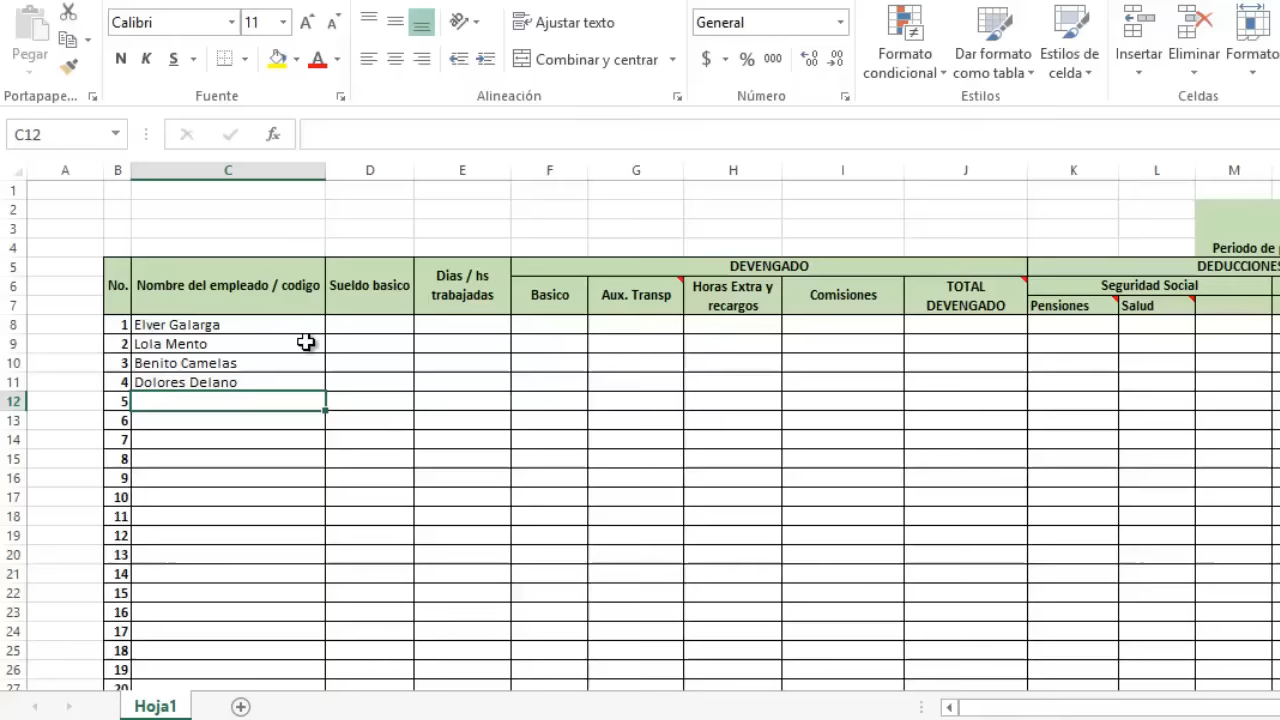 Calibri 11
Ajustar texto
General
Pegar
N K S A
Combinar y centrar
$ % 000
Formato condicional
Dar formato como tabla
Estilos de celda
Insertar
Eliminar
Formato
Portapape...
Fuente
Alineación
Número
Estilos
Celdas
C12
fx
A B C D E F G H I J K L M
1
2
3
4 Periodo de
5 No. Nombre del empleado / codigo Sueldo basico Dias / hs trabajadas DEVENGADO DEDUCCIONES
6 Basico Aux. Transp Horas Extra y recargos Comisiones TOTAL DEVENGADO Seguridad Social
7 Pensiones Salud
8 1 Elver Galarga
9 2 Lola Mento
10 3 Benito Camelas
11 4 Dolores Delano
12 5
13 6
14 7
15 8
16 9
17 10
18 11
19 12
20 13
21 14
22 15
23 16
24 17
25 18
26 19
27 20
Hoja1